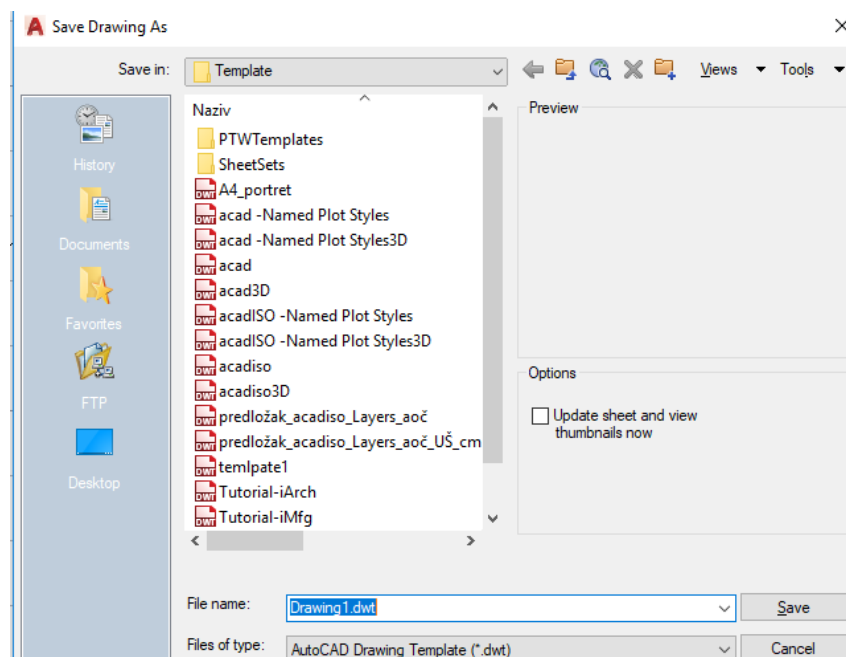 Save Drawing As
Save in: Template Views Tools
Naziv
Preview
PTWTemplates
SheetSets
A4_portret
acad -Named Plot Styles
acad -Named Plot Styles3D
acad
acad3D
acadISO -Named Plot Styles
acadISO -Named Plot Styles3D
acadiso
acadiso3D
predložak_acadiso_Layers_aoč
predložak_acadiso_Layers_aoč_UŠ_cm
temlpate1
Tutorial-iArch
Tutorial-iMfg
History
Documents
Favorites
FTP
Desktop
Options
Update sheet and view
thumbnails now
File name: Drawing1.dwt Save
Files of type: AutoCAD Drawing Template (*.dwt) Cancel